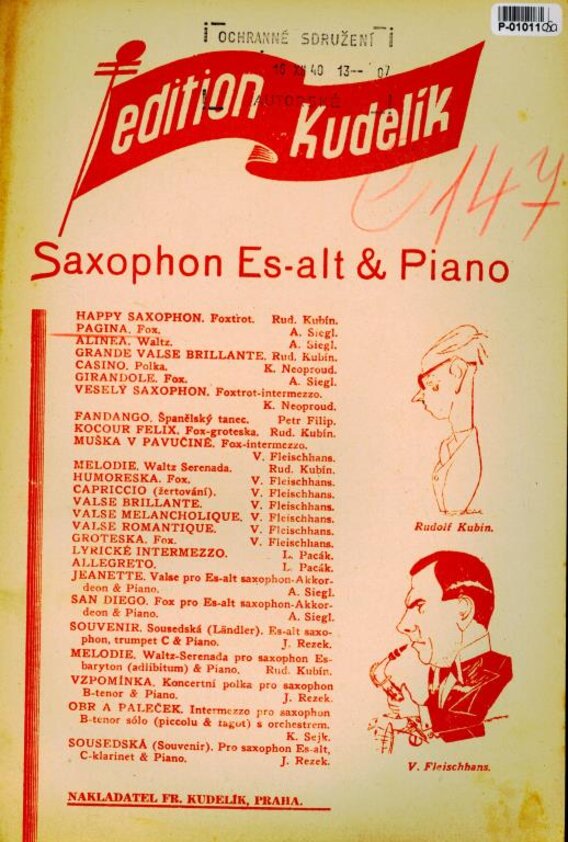 P-01011080
OCHRANNÉ SDRUŽENÍ
16 XII 40 13-- 07
AUTORSKÉ
edition Kudelík
e147
Saxophon Es-alt & Piano
HAPPY SAXOPHON. Foxtrot. Rud. Kubín.
PAGINA. Fox. A. Siegl.
ALINEA. Waltz. A. Siegl.
GRANDE VALSE BRILLANTE. Rud. Kubín.
CASINO. Polka. K. Neoproud.
GIRANDOLE. Fox. A. Siegl.
VESELÝ SAXOPHON. Foxtrot-intermezzo.
K. Neoproud.
FANDANGO. Španělský tanec. Petr Filip.
KOCOUR FELIX. Fox-groteska. Rud. Kubín.
MUŠKA V PAVUČINĚ. Fox-intermezzo.
V. Fleischhans.
MELODIE. Waltz Serenada. Rud. Kubín.
HUMORESKA. Fox. V. Fleischhans.
CAPRICCIO (žertování). V. Fleischhans.
VALSE BRILLANTE. V. Fleischhans.
VALSE MELANCHOLIQUE. V. Fleischhans.
VALSE ROMANTIQUE. V. Fleischhans.
GROTESKA. Fox. V. Fleischhans.
LYRICKÉ INTERMEZZO. L. Pacák.
ALLEGRETO. L. Pacák.
JEANETTE. Valse pro Es-alt saxophon-Akkor-
deon & Piano. A. Siegl.
SAN DIEGO. Fox pro Es-alt saxophon-Akkor-
deon & Piano. A. Siegl.
SOUVENIR. Sousedská (Ländler). Es-alt saxo-
phon, trumpet C & Piano. J. Rezek.
MELODIE. Waltz-Serenada pro saxophon Es-
baryton (adlibitum) & Piano. Rud. Kubín.
VZPOMÍNKA. Koncertní polka pro saxophon
B-tenor & Piano. J. Rezek.
OBR A PALEČEK. Intermezzo pro saxophon
B-tenor sólo (piccolu & fagot) s orchestrem.
K. Sejk.
SOUSEDSKÁ (Souvenir). Pro saxophon Es-alt,
C-klarinet & Piano. J. Rezek.
NAKLADATEL FR. KUDELÍK, PRAHA.
Rudolf Kubín.
V. Fleischhans.